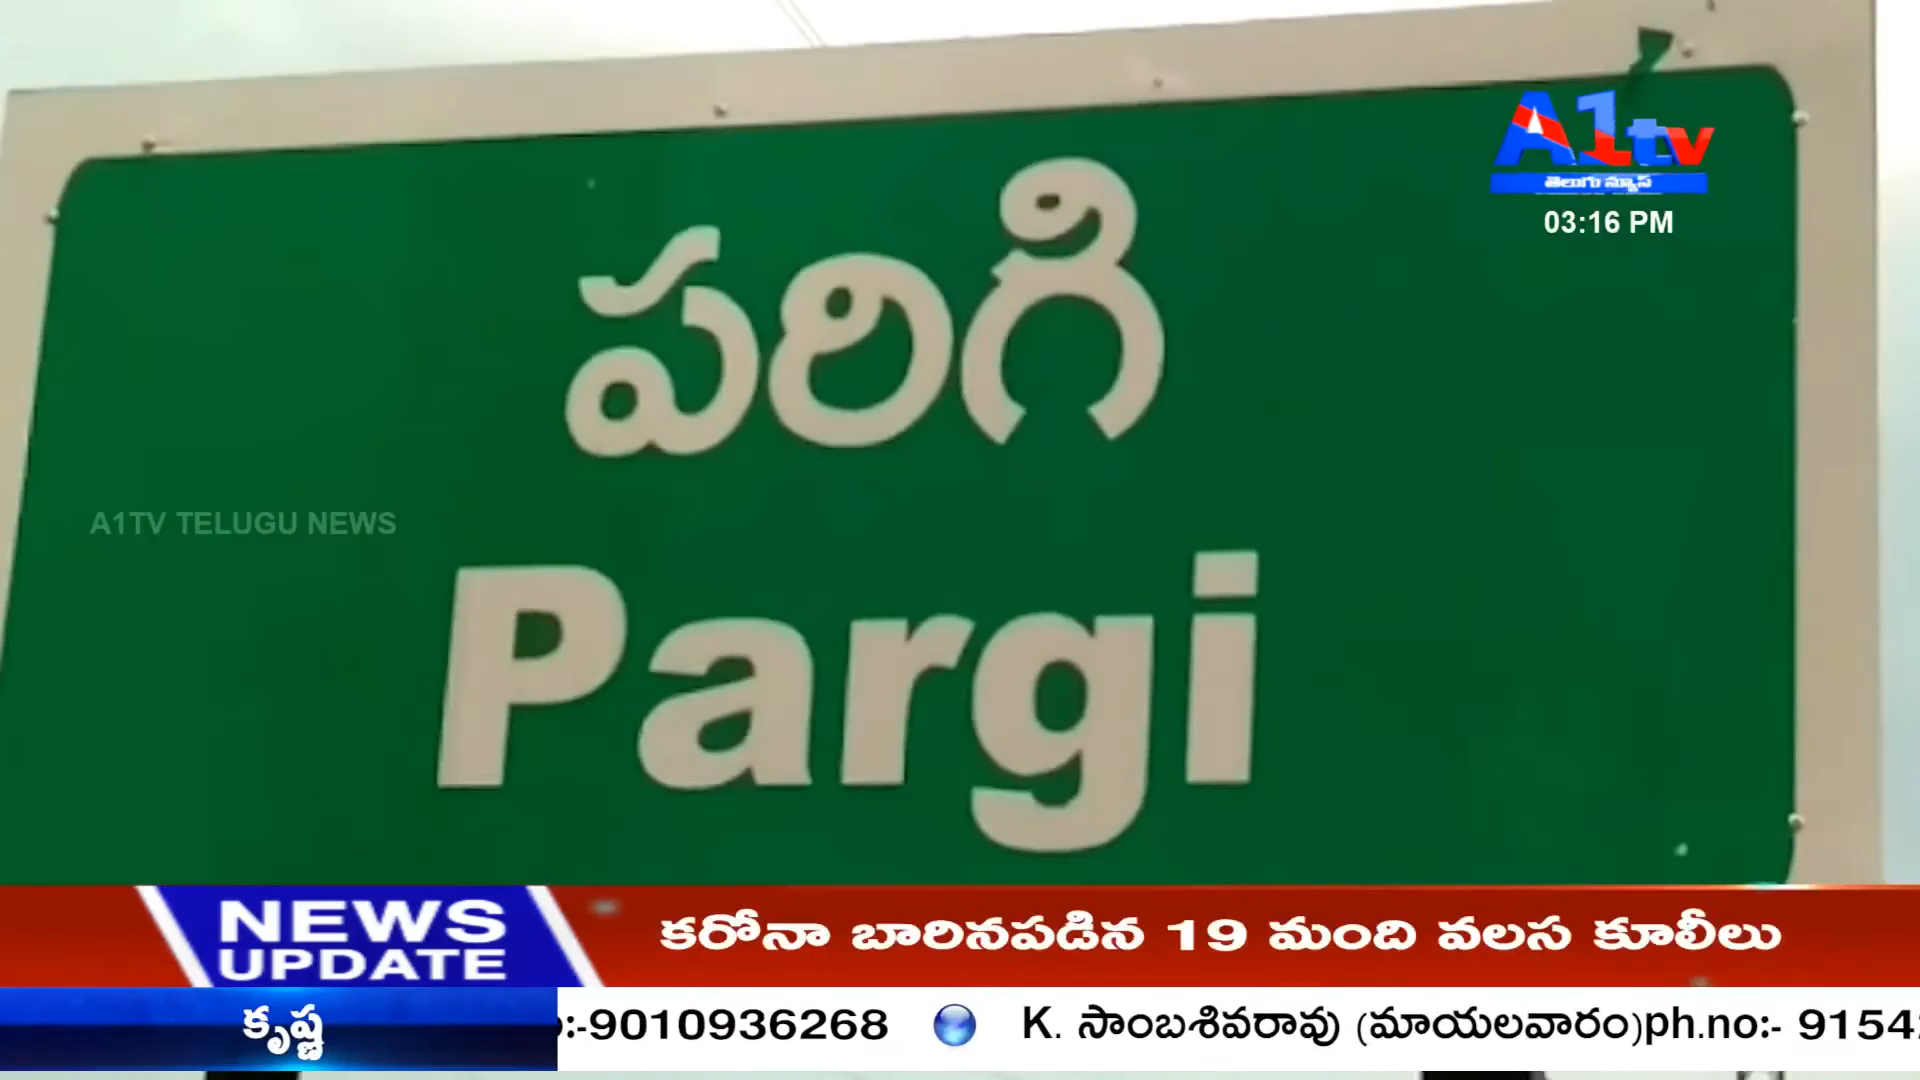 A1tv
తెలుగు న్యూస్
03:16 PM
పరిగి
A1TV TELUGU NEWS
Pargi
NEWS UPDATE
కరోనా బారినపడిన 19 మంది వలస కూలీలు
కృష్ణ
:-9010936268 K. సాంబశివరావు (మాయలవారం)ph.no:- 9154